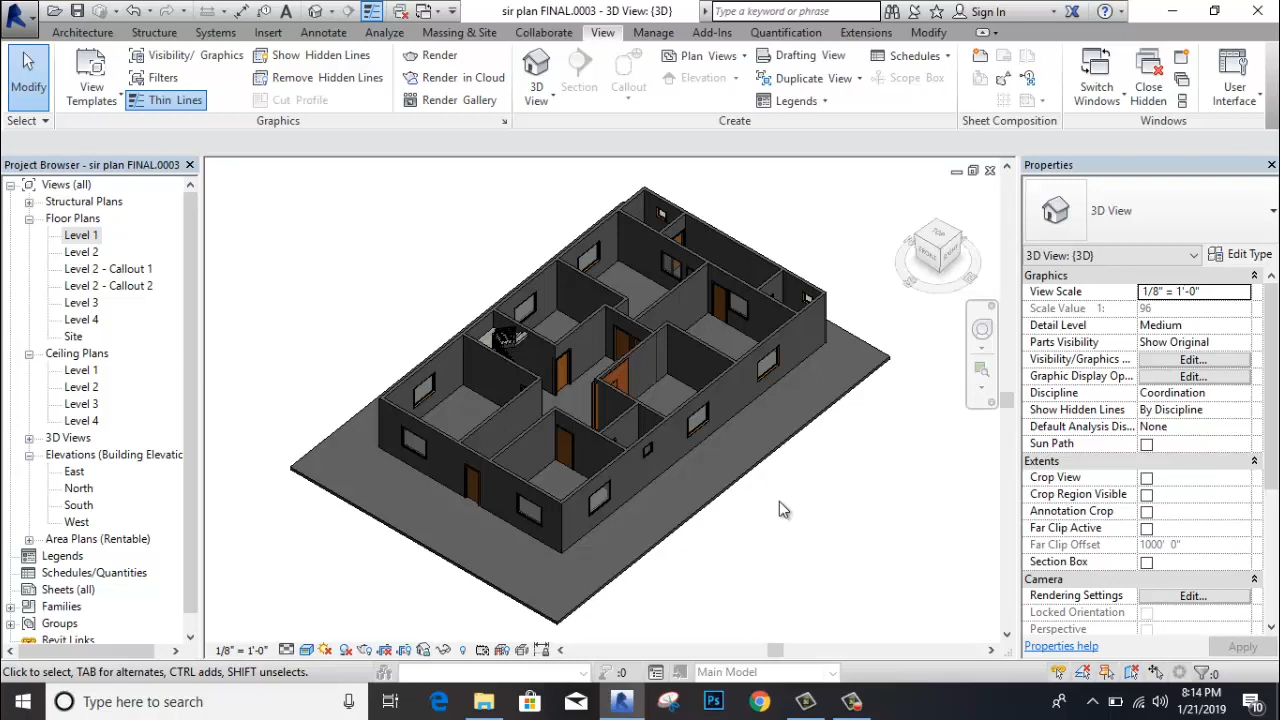 sir plan FINAL.0003 - 3D View: {3D}
Type a keyword or phrase
Sign In
Architecture
Structure
Systems
Insert
Annotate
Analyze
Massing & Site
Collaborate
View
Manage
Add-Ins
Quantification
Extensions
Modify
Modify
View
Templates
Visibility/ Graphics
Filters
Thin Lines
Show Hidden Lines
Remove Hidden Lines
Cut Profile
Render
Render in Cloud
Render Gallery
3D
View
Section
Callout
Plan Views
Elevation
Drafting View
Duplicate View
Legends
Schedules
Scope Box
Switch
Windows
Close
Hidden
User
Interface
Select
Graphics
Create
Sheet Composition
Windows
Project Browser - sir plan FINAL.0003
Views (all)
Structural Plans
Floor Plans
Level 1
Level 2
Level 2 - Callout 1
Level 2 - Callout 2
Level 3
Level 4
Site
Ceiling Plans
Level 1
Level 2
Level 3
Level 4
3D Views
Elevations (Building Elevatic
East
North
South
West
Area Plans (Rentable)
Legends
Schedules/Quantities
Sheets (all)
Families
Groups
Revit Links
TOP
Properties
3D View
3D View: {3D}
Edit Type
Graphics
View Scale 1/8" = 1'-0"
Scale Value 1: 96
Detail Level Medium
Parts Visibility Show Original
Visibility/Graphics ... Edit...
Graphic Display Op... Edit...
Discipline Coordination
Show Hidden Lines By Discipline
Default Analysis Dis... None
Sun Path
Extents
Crop View
Crop Region Visible
Annotation Crop
Far Clip Active
Far Clip Offset 1000' 0"
Section Box
Camera
Rendering Settings Edit...
Locked Orientation
Perspective
Properties help
Apply
1/8" = 1'-0"
Click to select, TAB for alternates, CTRL adds, SHIFT unselects.
:0
Main Model
:0
Type here to search
Ps
8:14 PM
1/21/2019
10